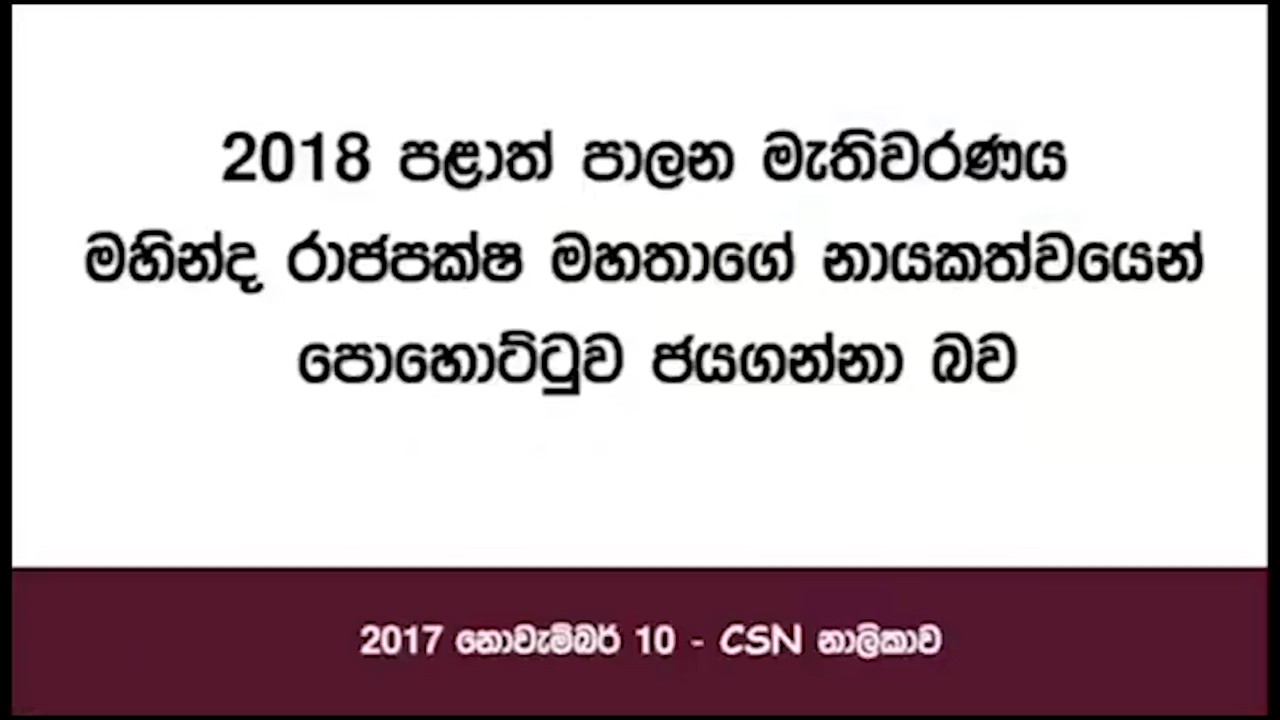 2018 පළාත් පාලන මැතිවරණය
මහින්ද රාජපක්ෂ මහතාගේ නායකත්වයෙන්
පොහොට්ටුව ජයගන්නා බව
2017 නොවැම්බර් 10 - CSN නාලිකාව